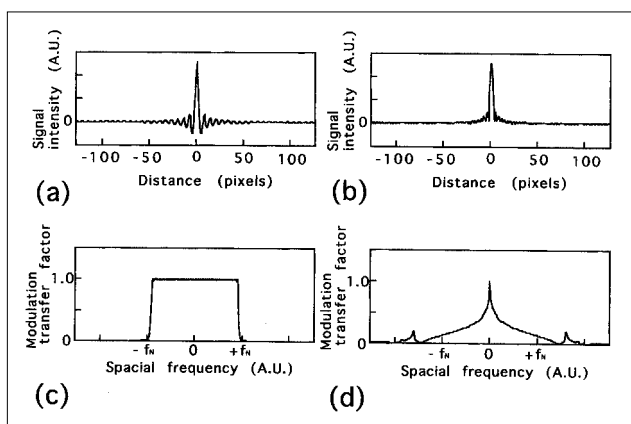 Signal
intensity (A.U.)
0
-100 -50 0 50 100
Distance (pixels)
(a)
Signal
intensity (A.U.)
0
-100 -50 0 50 100
Distance (pixels)
(b)
Modulation
transfer factor
1.0
0
- fN 0 +fN
Spacial frequency (A.U.)
(c)
Modulation
transfer factor
1.0
0
- fN 0 +fN
Spacial frequency (A.U.)
(d)